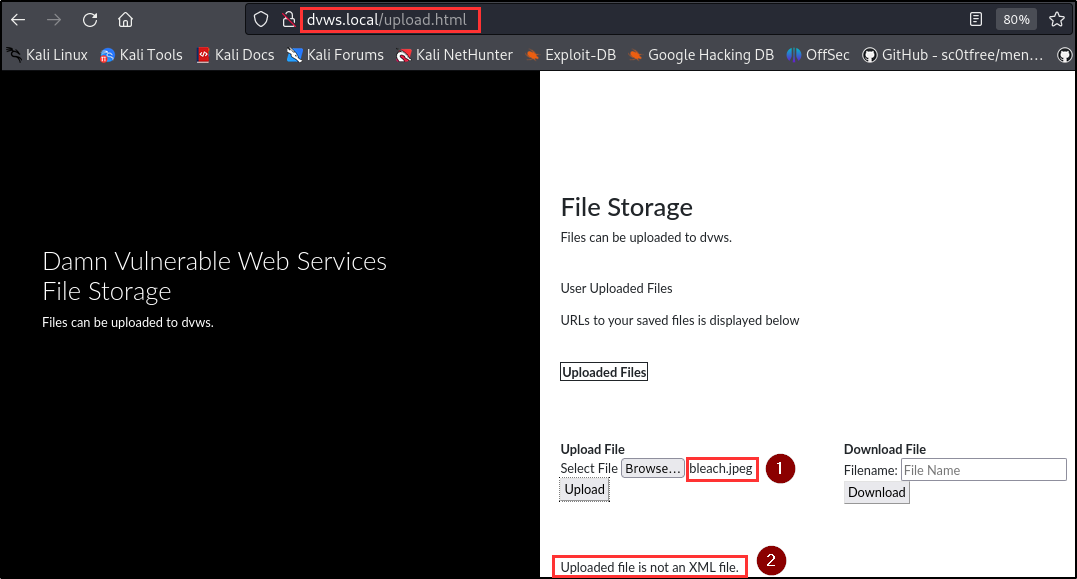 dvws.local/upload.html
80%
Kali Linux Kali Tools Kali Docs Kali Forums Kali NetHunter Exploit-DB Google Hacking DB OffSec GitHub - sc0tfree/men…
Damn Vulnerable Web Services
File Storage
Files can be uploaded to dvws.
File Storage
Files can be uploaded to dvws.
User Uploaded Files
URLs to your saved files is displayed below
Uploaded Files
Upload File
Select File Browse... bleach.jpeg 1
Upload
Download File
Filename: File Name
Download
Uploaded file is not an XML file. 2